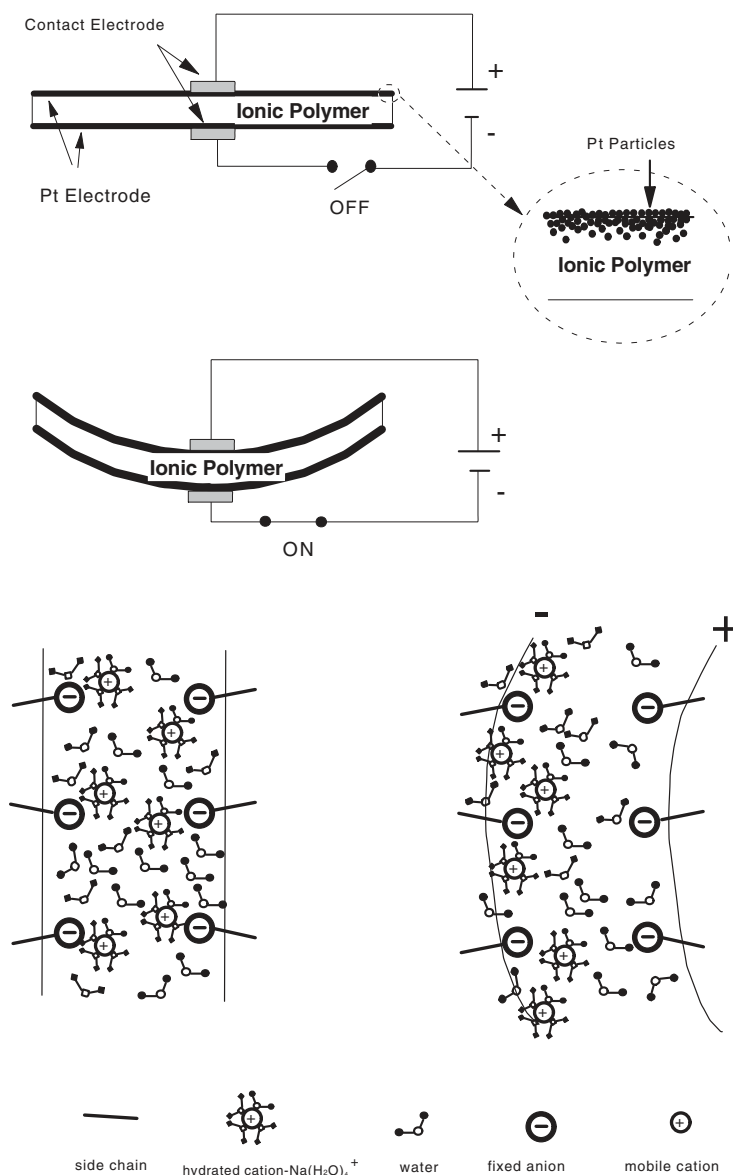 Contact Electrode
+
Ionic Polymer
-
Pt Electrode
OFF
Pt Particles
Ionic Polymer
+
Ionic Polymer
-
ON
- +
side chain
hydrated cation-Na(H₂O)₄⁺
water
fixed anion
mobile cation